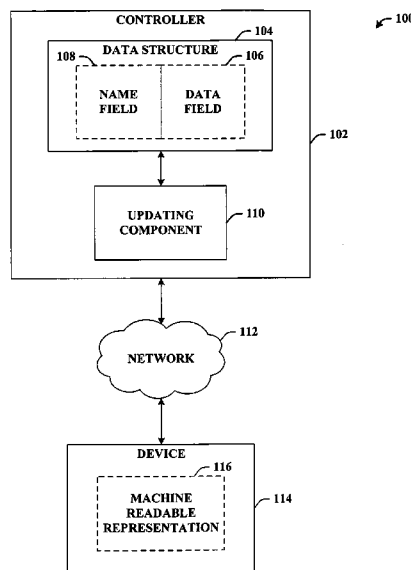 CONTROLLER
100
104
DATA STRUCTURE
108
106
NAME
FIELD
DATA
FIELD
102
UPDATING
COMPONENT
110
112
NETWORK
DEVICE
116
MACHINE
READABLE
REPRESENTATION
114